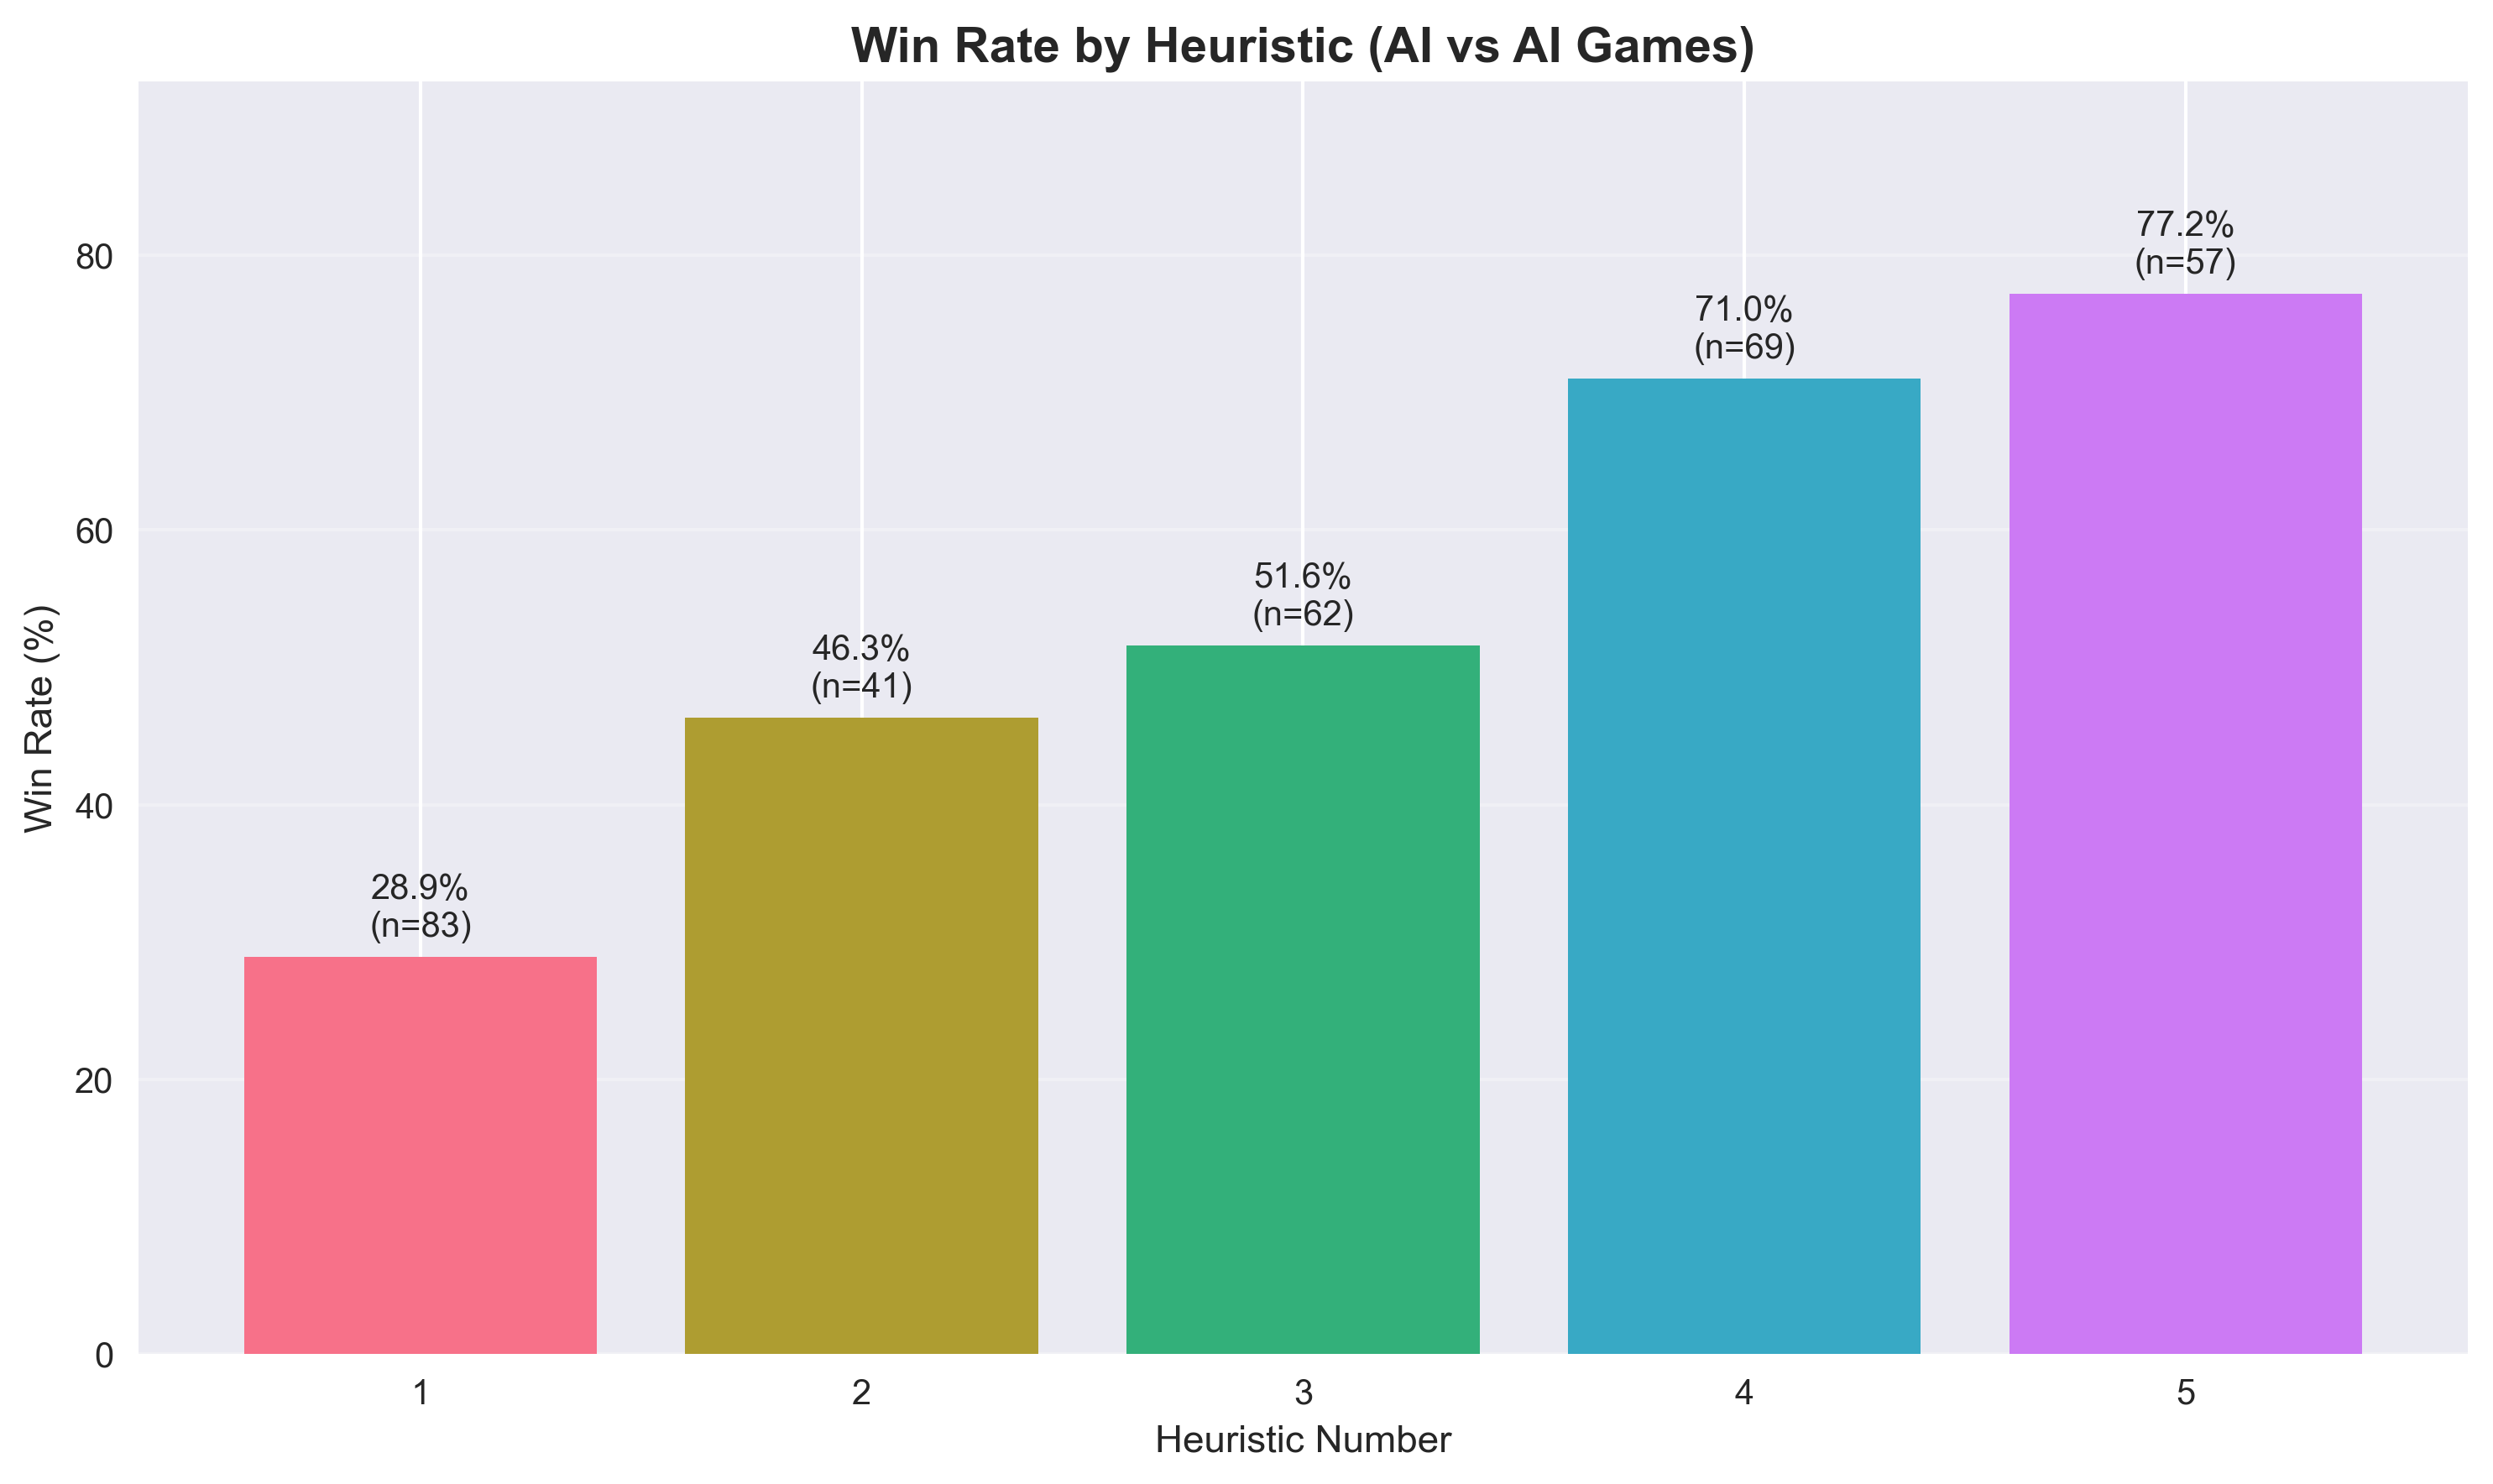 Win Rate by Heuristic (AI vs AI Games)
Win Rate (%)
80
60
40
20
0
28.9%
(n=83)
46.3%
(n=41)
51.6%
(n=62)
71.0%
(n=69)
77.2%
(n=57)
1
2
3
4
5
Heuristic Number